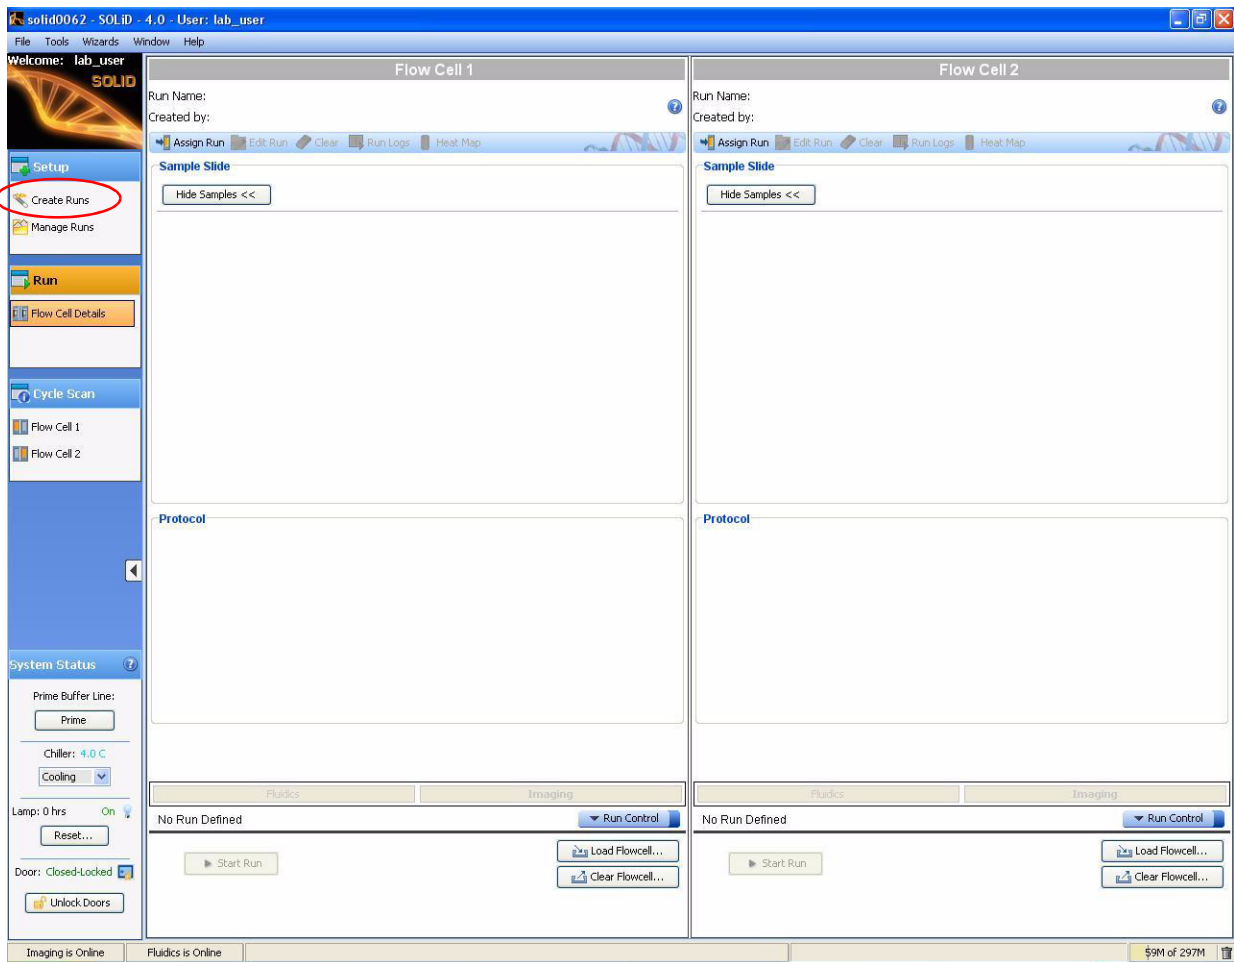 solid0062 - SOLiD - 4.0 - User: lab_user
File Tools Wizards Window Help
Welcome: lab_user
SOLID
Setup
Create Runs
Manage Runs
Run
Flow Cell Details
Cycle Scan
Flow Cell 1
Flow Cell 2
System Status
Prime Buffer Line:
Prime
Chiller: 4.0 C
Cooling
Lamp: 0 hrs On
Reset...
Door: Closed-Locked
Unlock Doors
Flow Cell 1
Run Name:
Created by:
Assign Run Edit Run Clear Run Logs Heat Map
Sample Slide
Hide Samples <<
Protocol
Fluidics Imaging
No Run Defined Run Control
Start Run
Load Flowcell...
Clear Flowcell...
Flow Cell 2
Run Name:
Created by:
Assign Run Edit Run Clear Run Logs Heat Map
Sample Slide
Hide Samples <<
Protocol
Fluidics Imaging
No Run Defined Run Control
Start Run
Load Flowcell...
Clear Flowcell...
Imaging is Online Fluidics is Online 59M of 297M